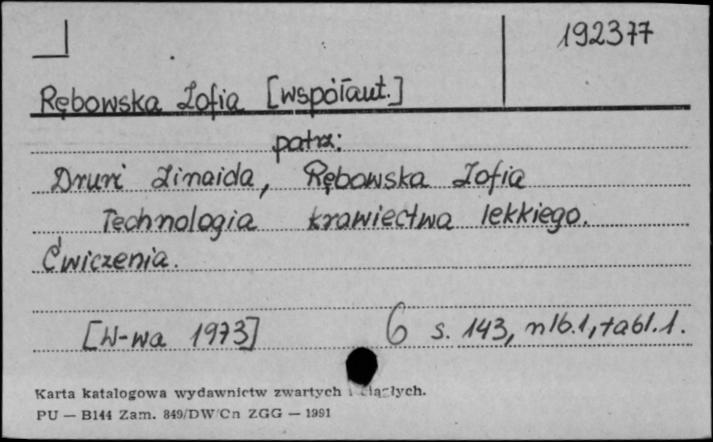 192377
Rębowska Zofia [współaut.]
patrz:
Druri Zinaida, Rębowska Zofia
Technologia krawiectwa lekkiego.
Ćwiczenia.
[W-wa 1973] 6 s. 143, nlb.1, tabl.1.
Karta katalogowa wydawnictw zwartych i ciągłych.
PU — B144 Zam. 849/DW/Cn ZGG — 1991